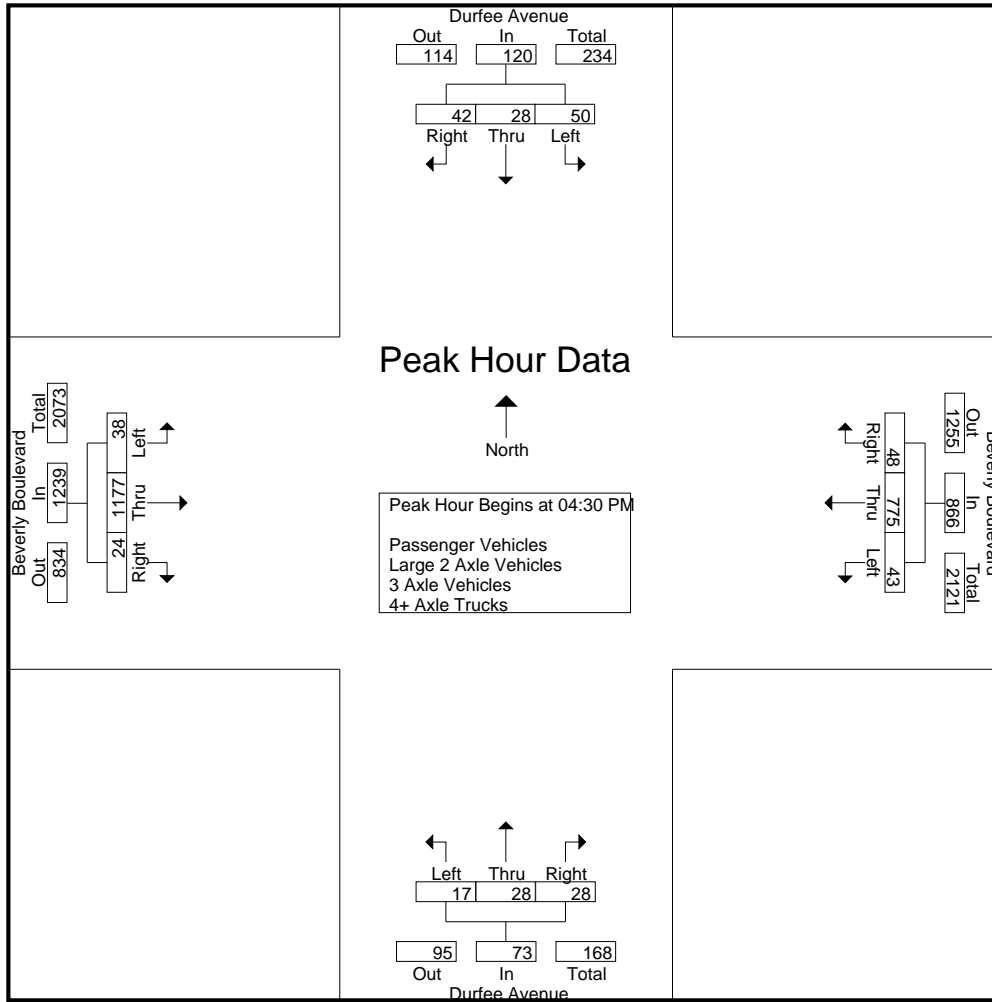 Durfee Avenue
Out In Total
114 120 234
42 28 50
Right Thru Left
Peak Hour Data
North
Beverly Boulevard
Total In Out
2073 1239 834
38 1177 24
Left Thru Right
Peak Hour Begins at 04:30 PM
Passenger Vehicles
Large 2 Axle Vehicles
3 Axle Vehicles
4+ Axle Trucks
Right Thru Left
48 775 43
1255 866 2121
Out In Total
Beverly Boulevard
Left Thru Right
17 28 28
95 73 168
Out In Total
Durfee Avenue